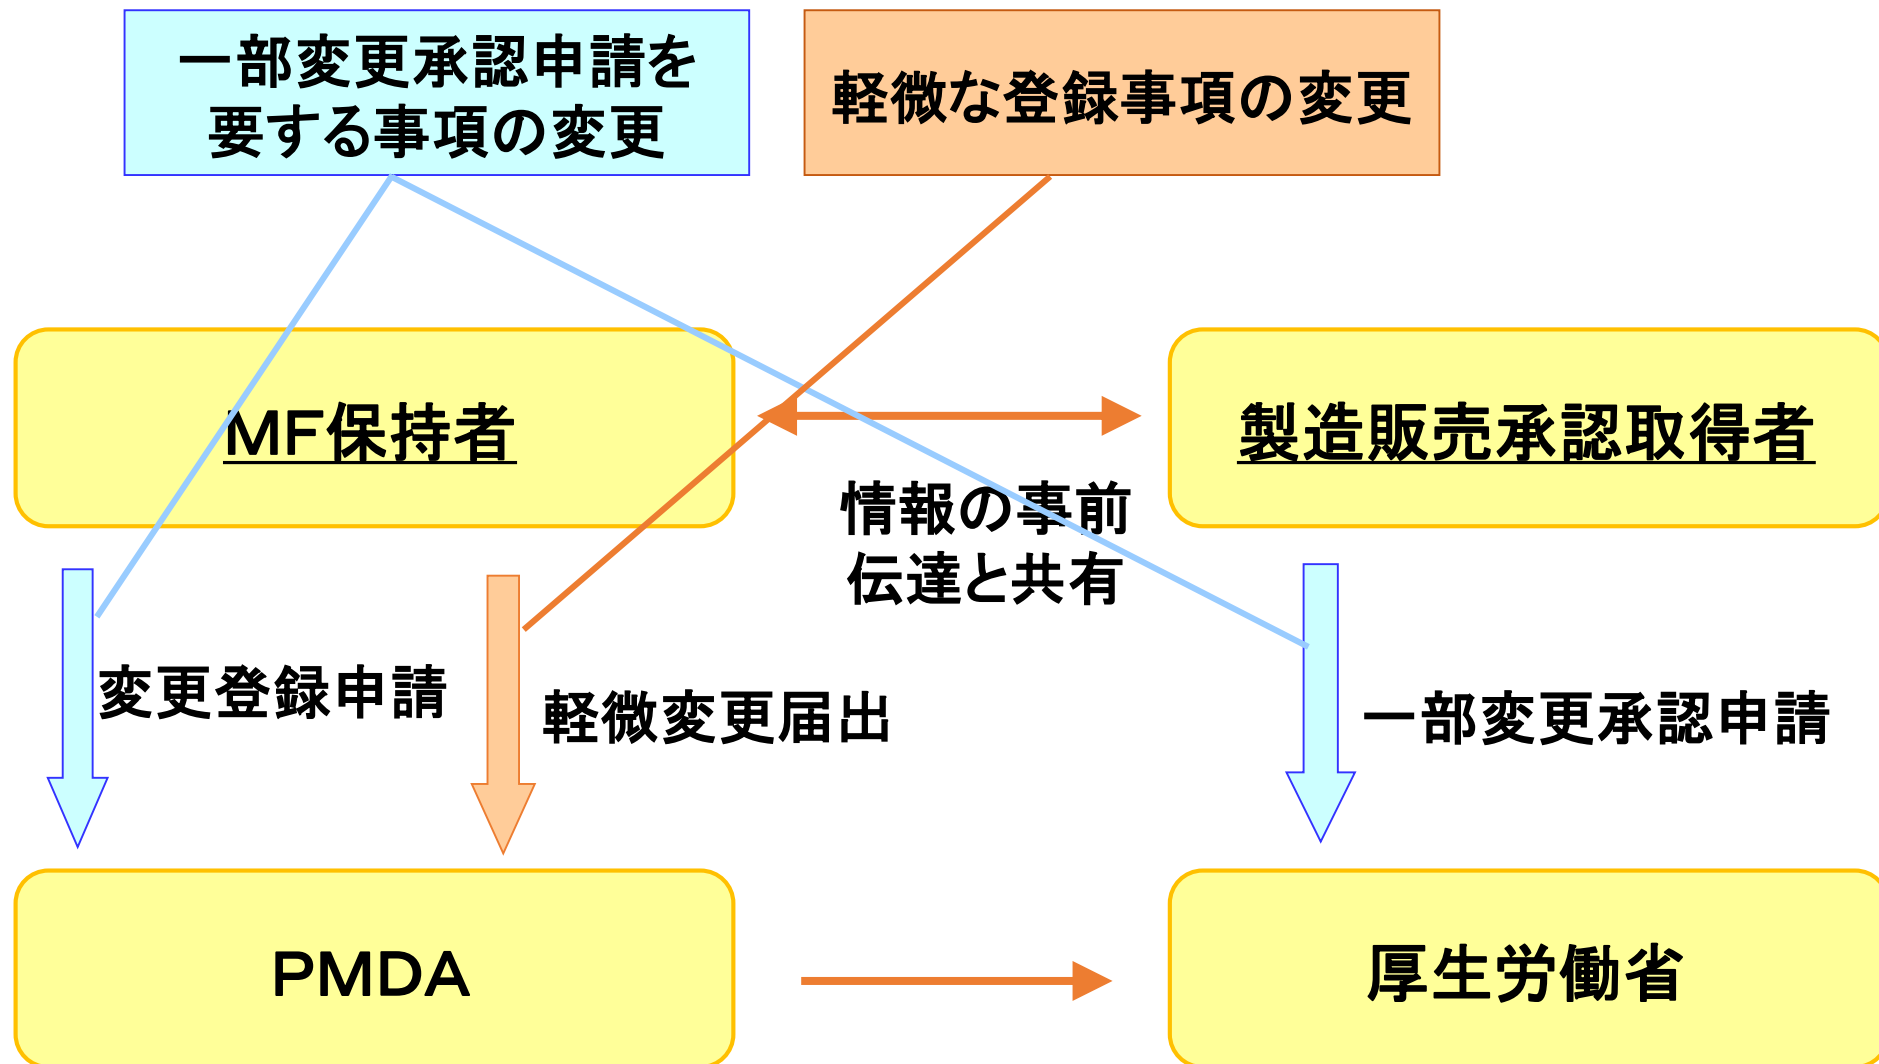 一部変更承認申請を
要する事項の変更
軽微な登録事項の変更
MF保持者
製造販売承認取得者
情報の事前
伝達と共有
変更登録申請
軽微変更届出
一部変更承認申請
PMDA
厚生労働省